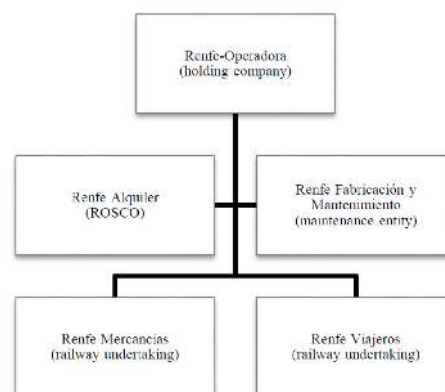 Renfe-Operadora
(holding company)
Renfe Alquiler
(ROSCO)
Renfe Fabricación y
Mantenimiento
(maintenance entity)
Renfe Mercancías
(railway undertaking)
Renfe Viajeros
(railway undertaking)